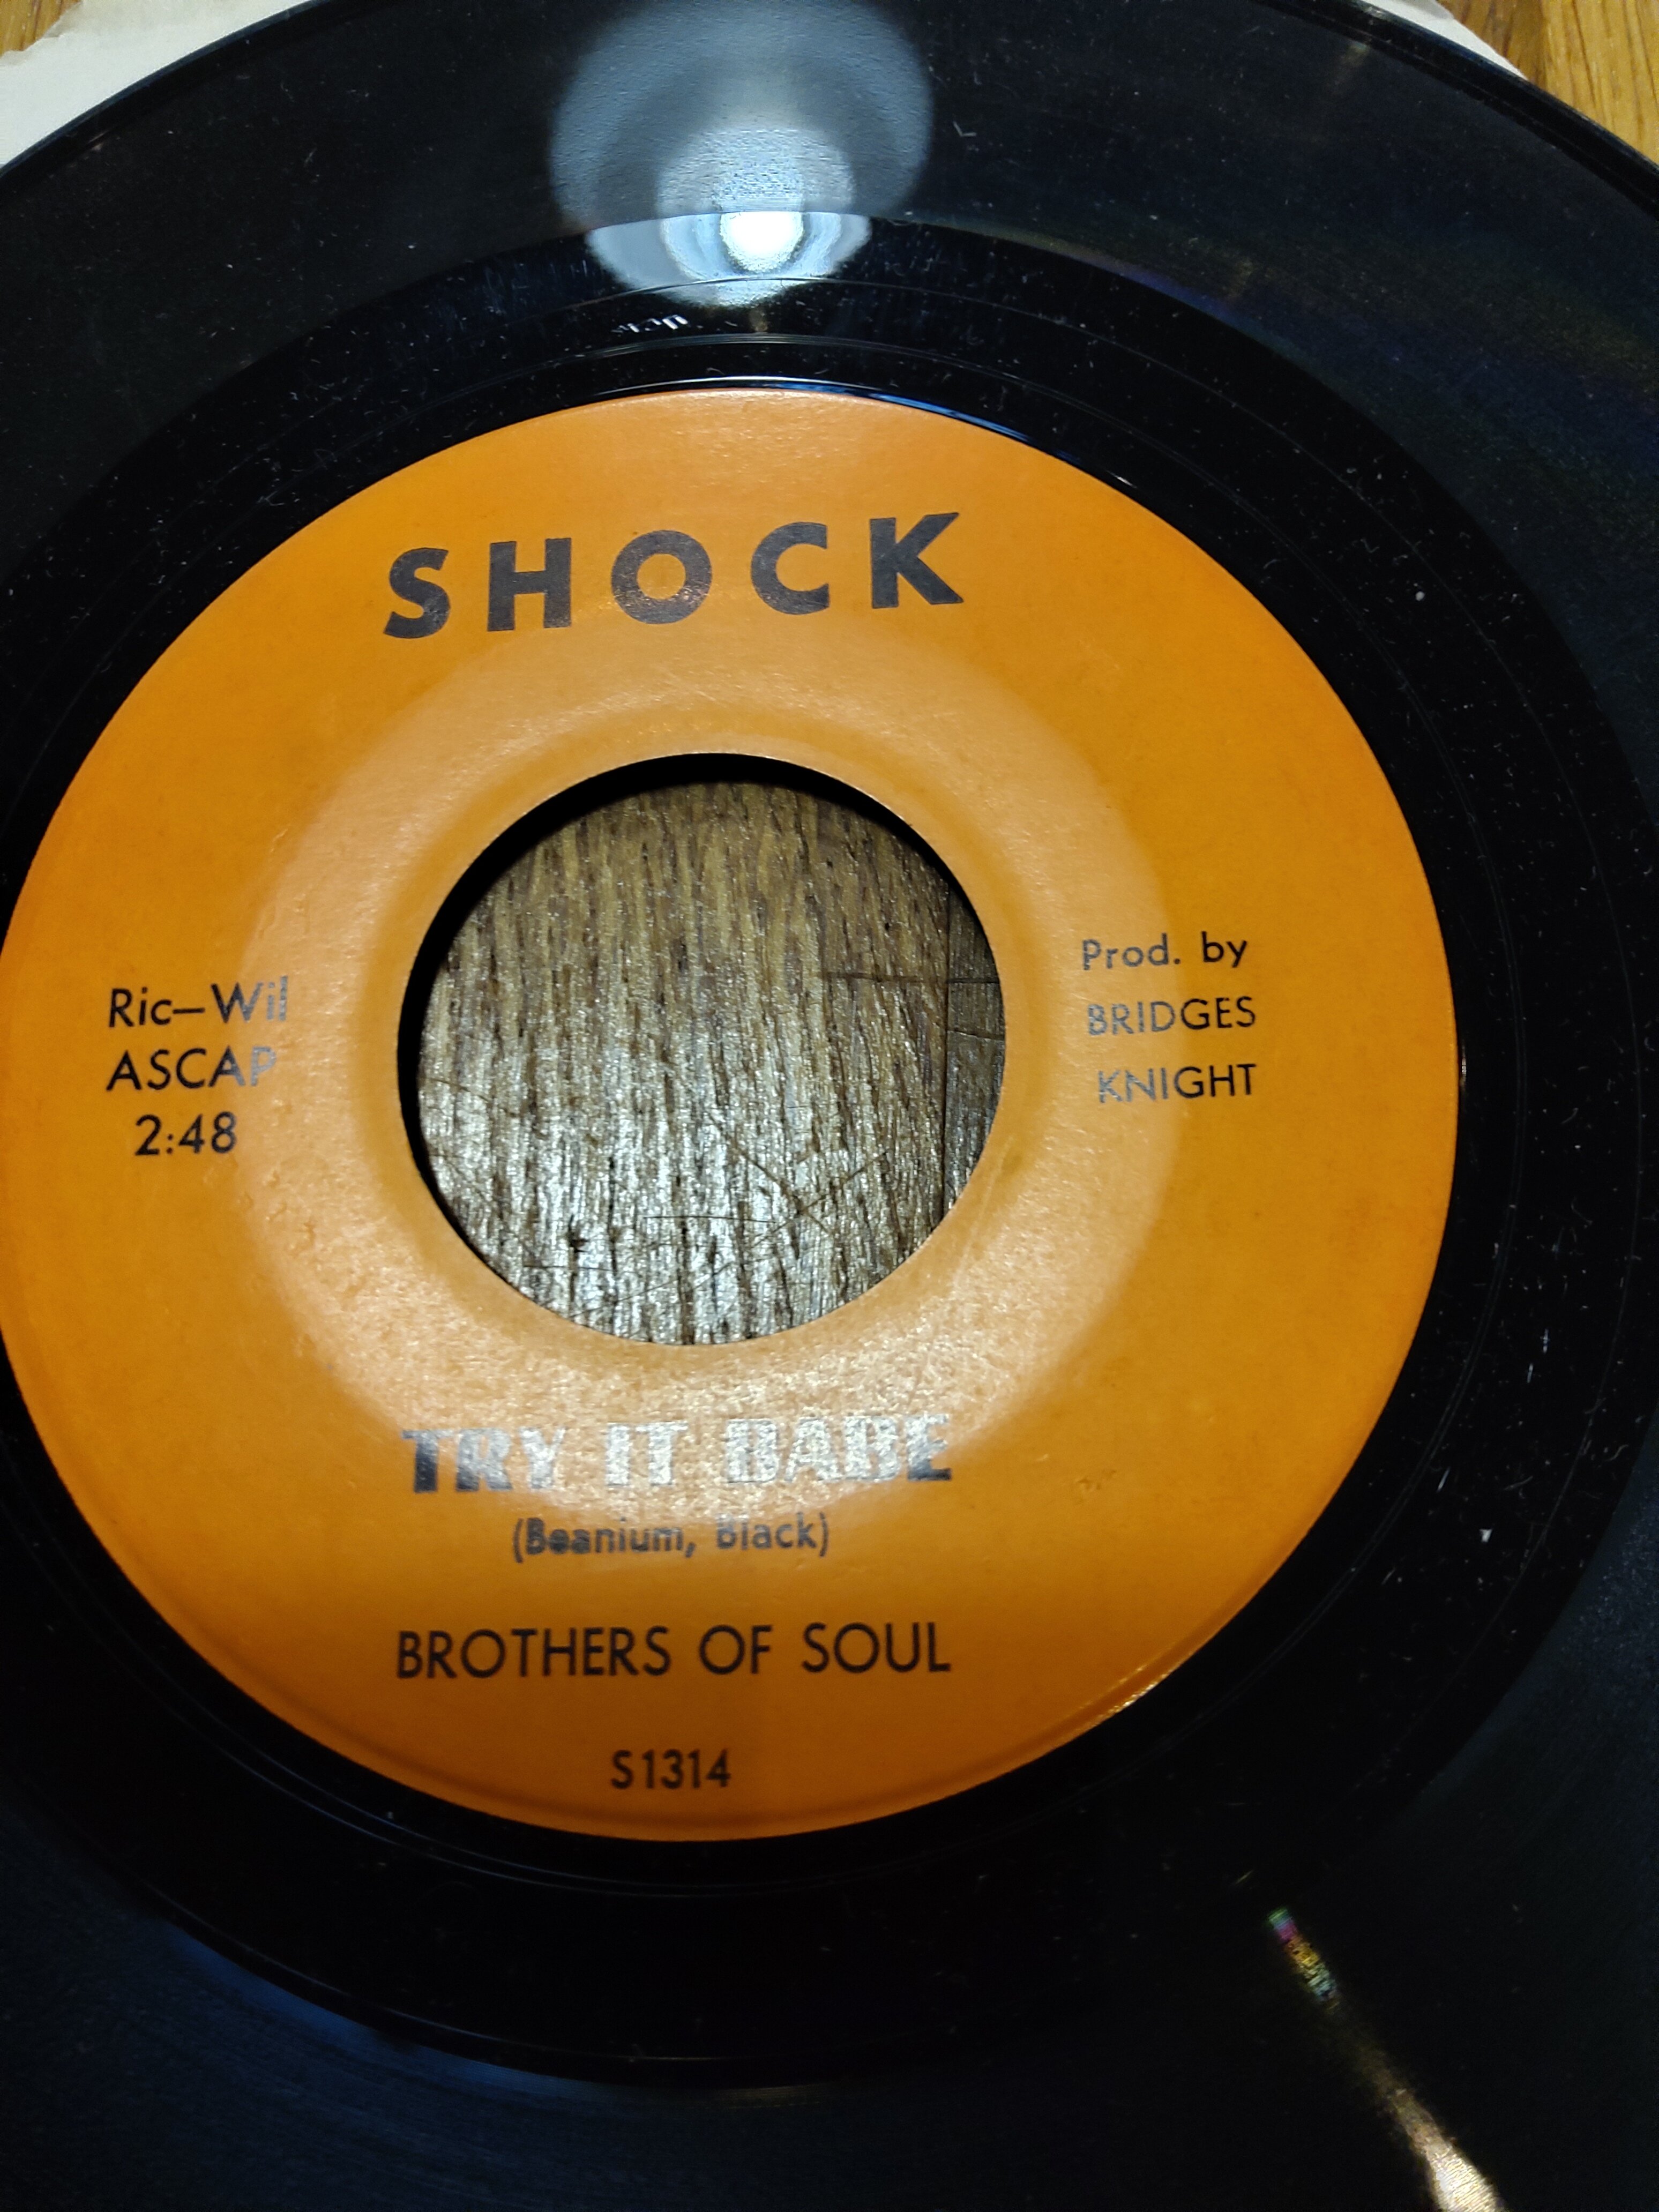 SHOCK
Ric–Wil
ASCAP
2:48
Prod. by
BRIDGES
KNIGHT
TRY IT BABE
(Beanium, Black)
BROTHERS OF SOUL
S1314